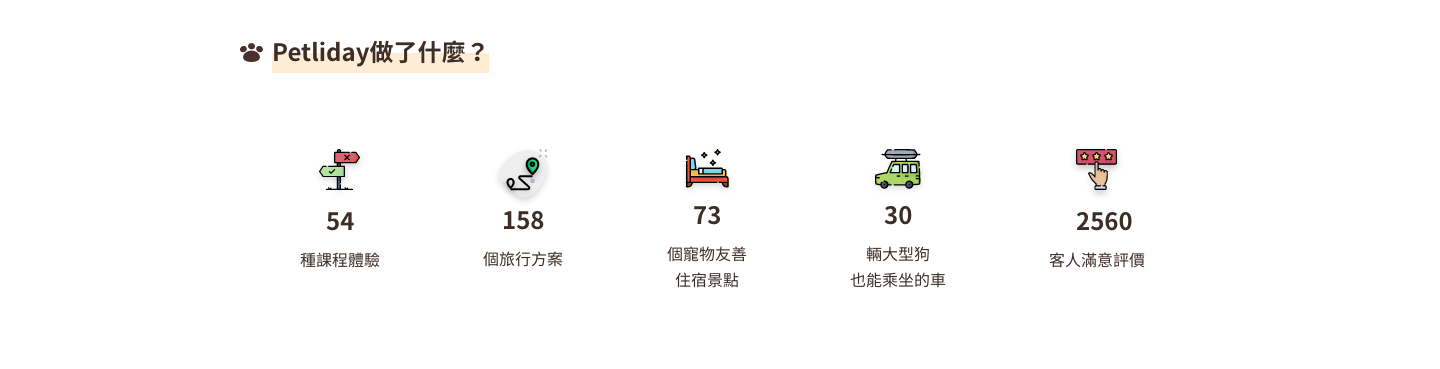 Petliday做了什麼？
54
種課程體驗
158
個旅行方案
73
個寵物友善
住宿景點
30
輛大型狗
也能乘坐的車
2560
客人滿意評價